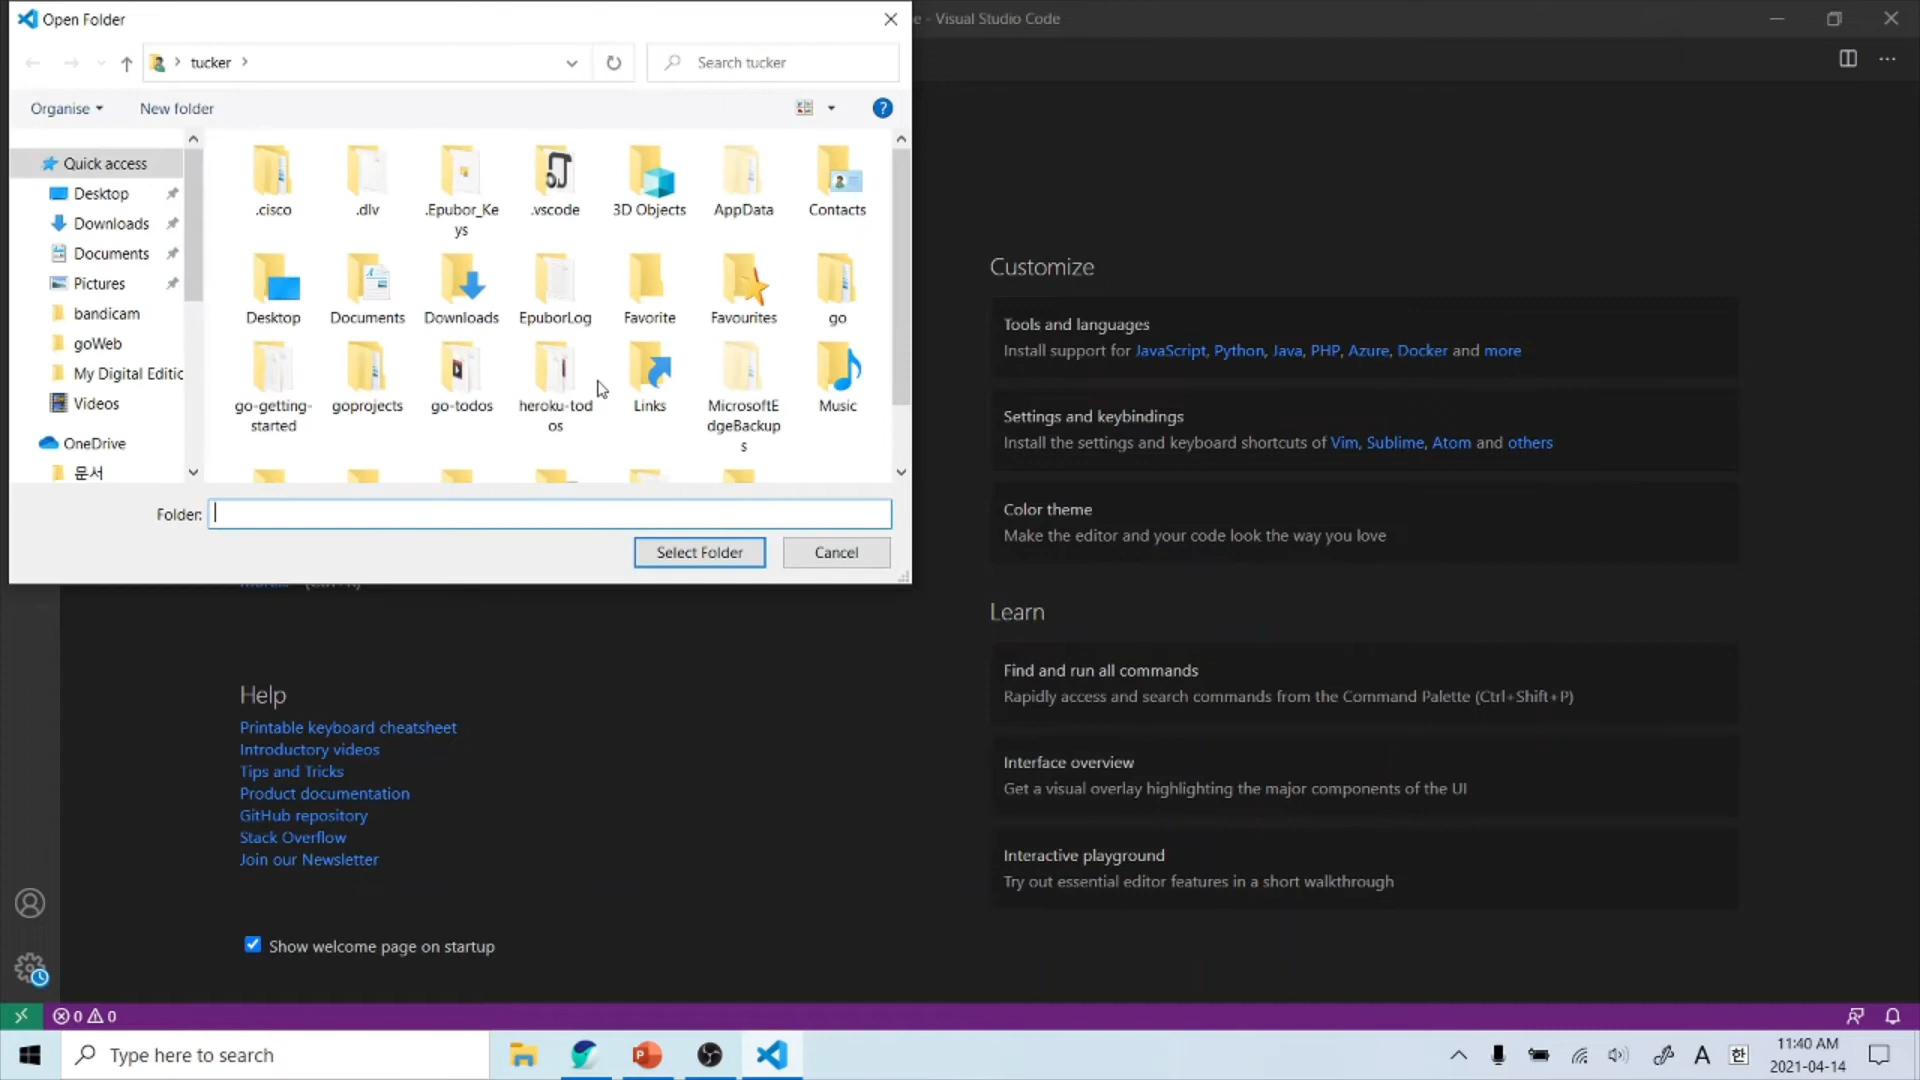 Open Folder
e - Visual Studio Code
tucker
Search tucker
Organise
New folder
?
Quick access
Desktop
Downloads
Documents
Pictures
bandicam
goWeb
My Digital Editic
Videos
OneDrive
문서
.cisco
.dlv
.Epubor_Ke
ys
.vscode
3D Objects
AppData
Contacts
Desktop
Documents
Downloads
EpuborLog
Favorite
Favourites
go
go-getting-
started
goprojects
go-todos
heroku-tod
os
Links
MicrosoftE
dgeBackup
s
Music
Folder:
Select Folder
Cancel
Customize
Tools and languages
Install support for JavaScript, Python, Java, PHP, Azure, Docker and more
Settings and keybindings
Install the settings and keyboard shortcuts of Vim, Sublime, Atom and others
Color theme
Make the editor and your code look the way you love
Learn
Find and run all commands
Rapidly access and search commands from the Command Palette (Ctrl+Shift+P)
Interface overview
Get a visual overlay highlighting the major components of the UI
Interactive playground
Try out essential editor features in a short walkthrough
Help
Printable keyboard cheatsheet
Introductory videos
Tips and Tricks
Product documentation
GitHub repository
Stack Overflow
Join our Newsletter
Show welcome page on startup
0 0
Type here to search
A 한
11:40 AM
2021-04-14